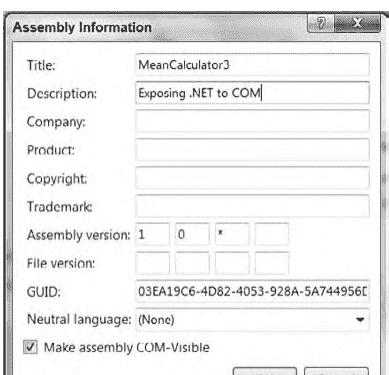 Assembly Information
Title: MeanCalculator3
Description: Exposing .NET to COM
Company:
Product:
Copyright:
Trademark:
Assembly version: 1 0 *
File version:
GUID: 03EA19C6-4D82-4053-928A-5A744956
Neutral language: (None)
Make assembly COM-Visible